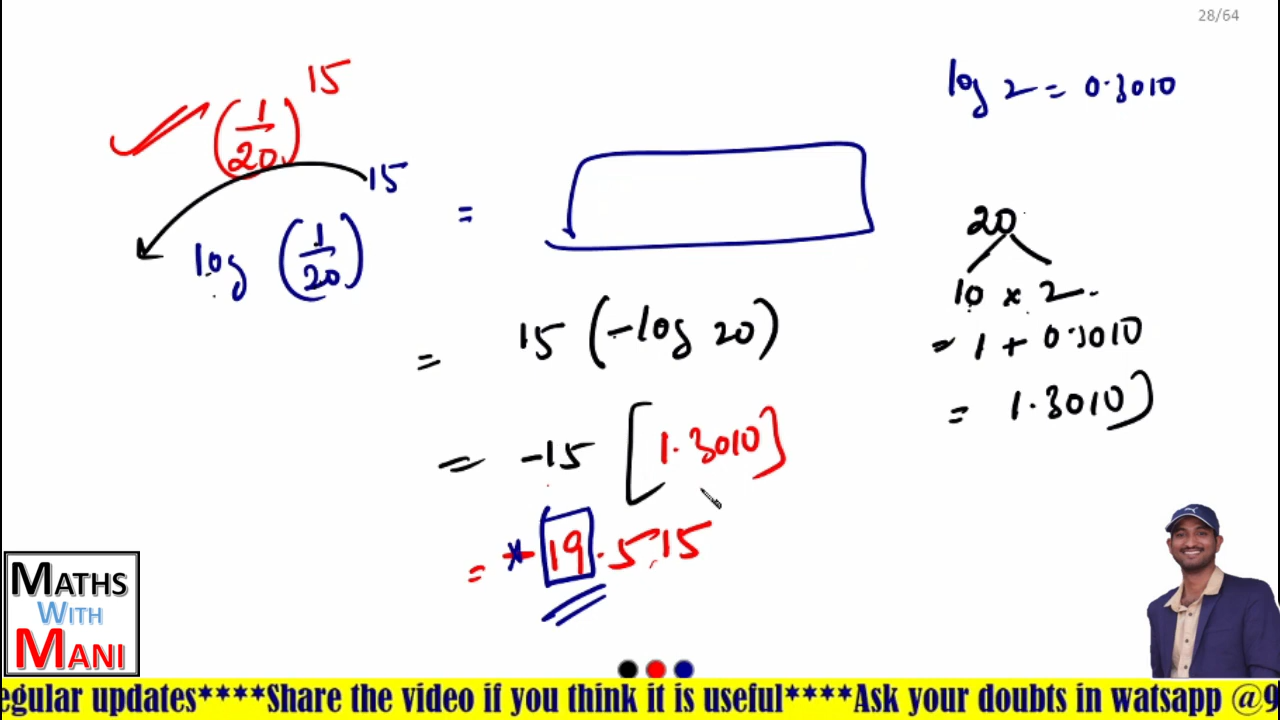 28/64
(1/20)^15
log 2 = 0.3010
log (1/20)^15 =
20
10 × 2
= 1 + 0.3010
= 1.3010)
= 15 (-log 20)
= -15 [1.3010]
= - 19.515
MATHS
WITH
MANI
egular updates****Share the video if you think it is useful****Ask your doubts in watsapp @9